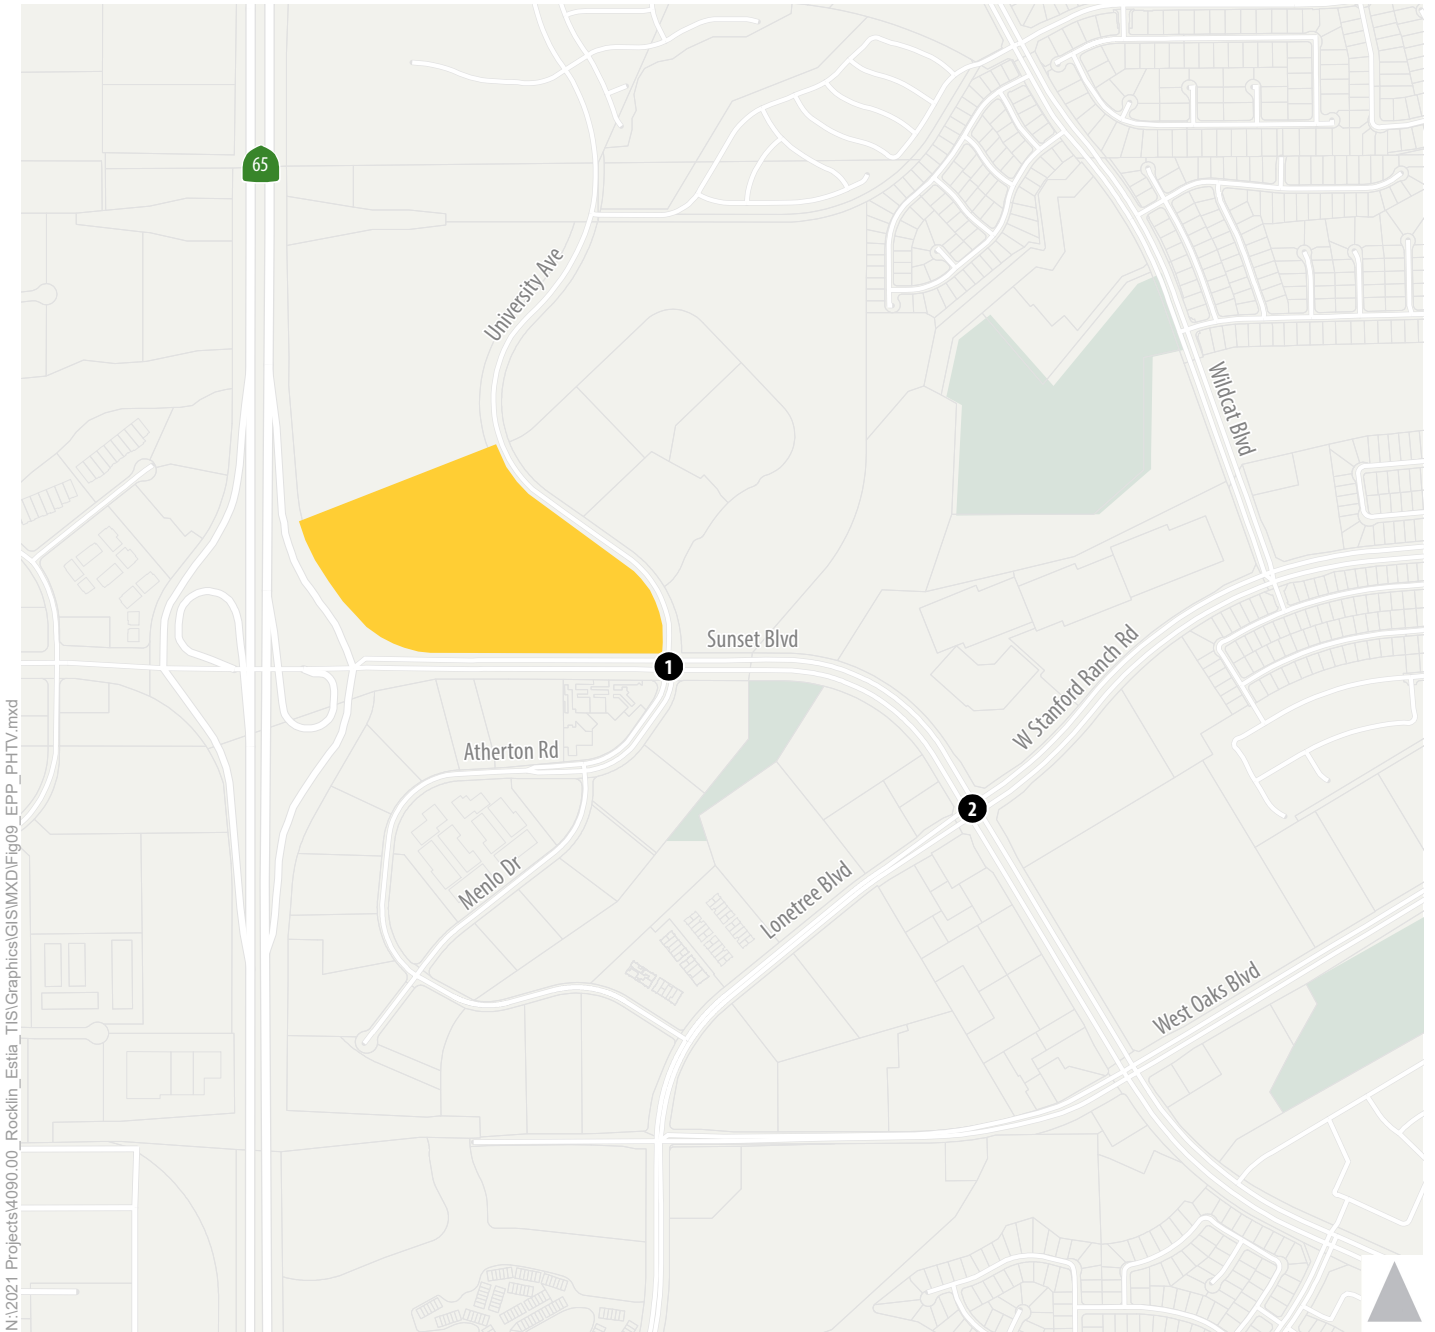 65
University Ave
Wildcat Blvd
Sunset Blvd
1
W Stanford Ranch Rd
Atherton Rd
2
Menlo Dr
Lonetree Blvd
West Oaks Blvd
N:\2021 Projects\4090.00_Rocklin_Estia_TIS\Graphics\GIS\MXD\Fig09_EPP_PHTV.mxd